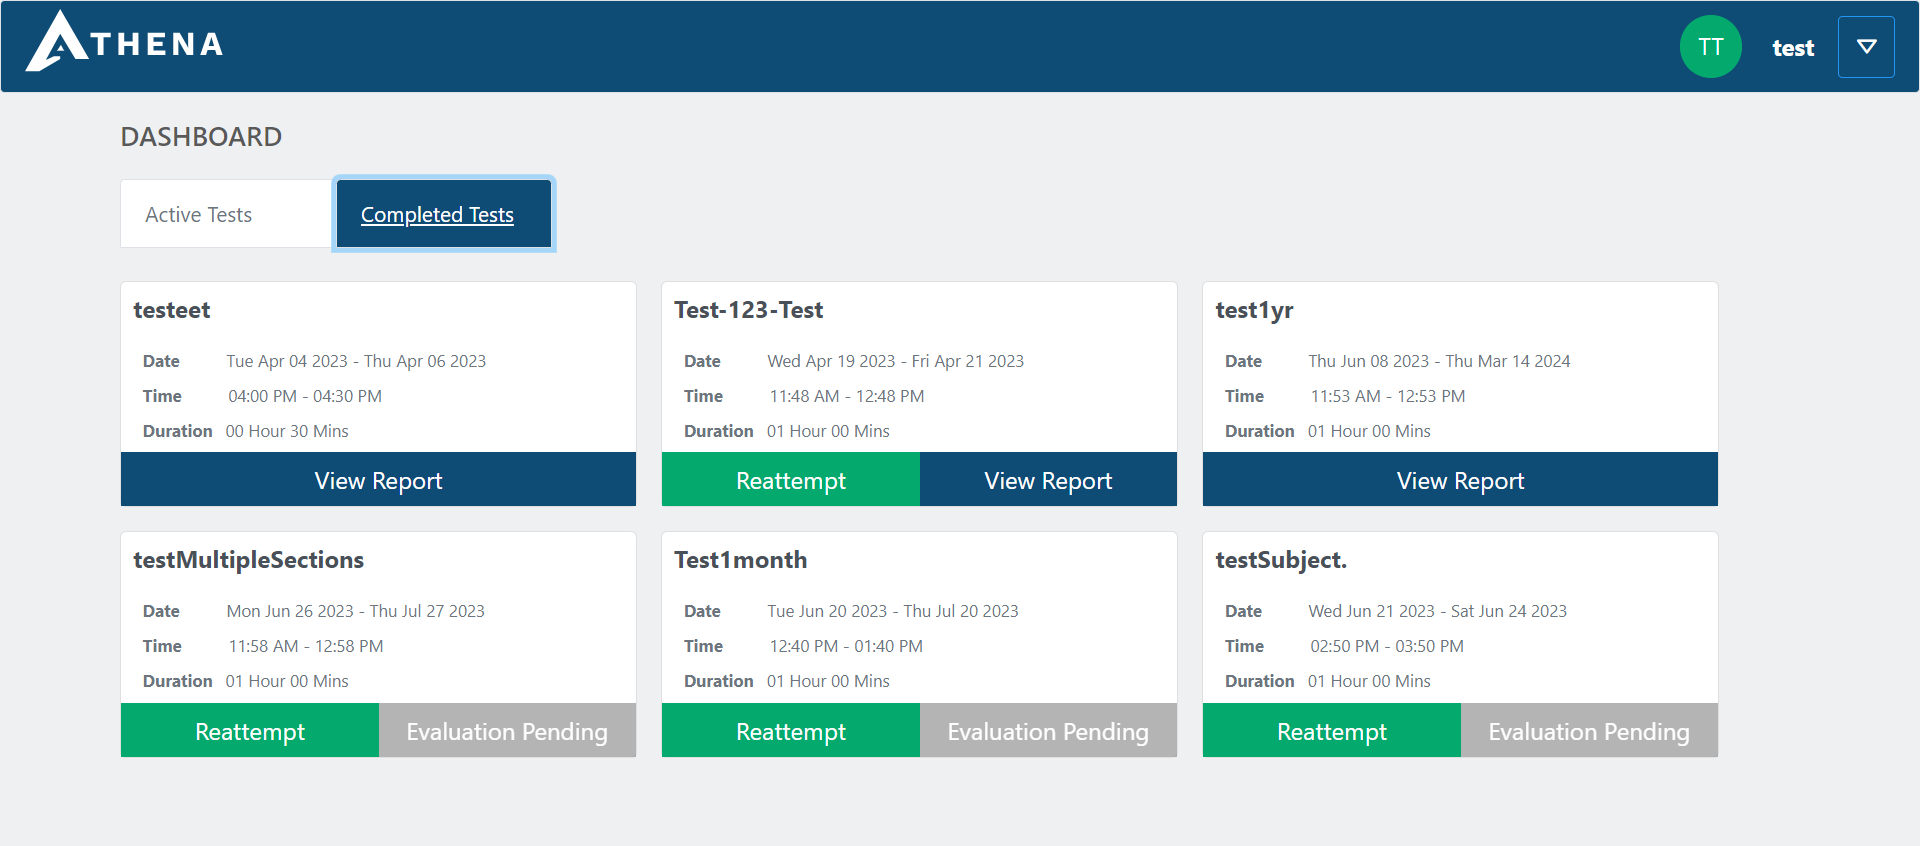 ATHENA
TT test
DASHBOARD
Active Tests Completed Tests
testeet
Date Tue Apr 04 2023 - Thu Apr 06 2023
Time 04:00 PM - 04:30 PM
Duration 00 Hour 30 Mins
View Report
Test-123-Test
Date Wed Apr 19 2023 - Fri Apr 21 2023
Time 11:48 AM - 12:48 PM
Duration 01 Hour 00 Mins
Reattempt View Report
test1yr
Date Thu Jun 08 2023 - Thu Mar 14 2024
Time 11:53 AM - 12:53 PM
Duration 01 Hour 00 Mins
View Report
testMultipleSections
Date Mon Jun 26 2023 - Thu Jul 27 2023
Time 11:58 AM - 12:58 PM
Duration 01 Hour 00 Mins
Reattempt Evaluation Pending
Test1month
Date Tue Jun 20 2023 - Thu Jul 20 2023
Time 12:40 PM - 01:40 PM
Duration 01 Hour 00 Mins
Reattempt Evaluation Pending
testSubject.
Date Wed Jun 21 2023 - Sat Jun 24 2023
Time 02:50 PM - 03:50 PM
Duration 01 Hour 00 Mins
Reattempt Evaluation Pending